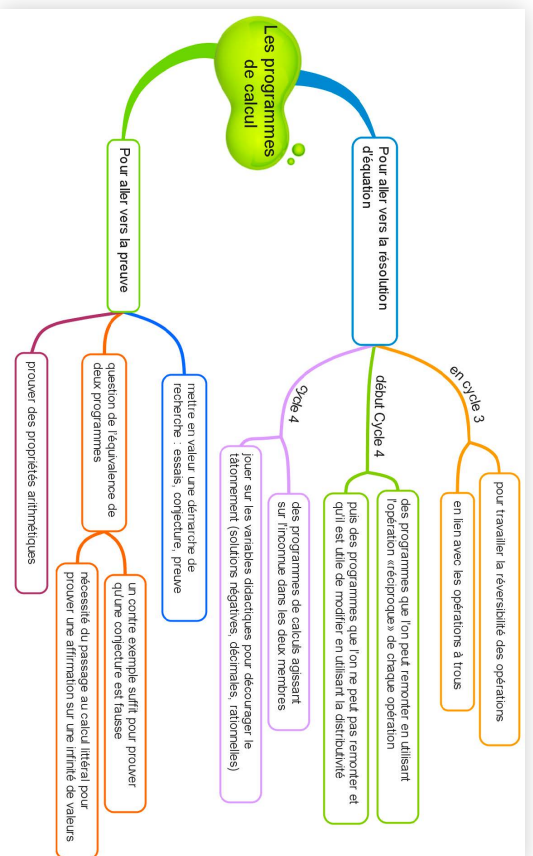 Les programmes
de calcul
Pour aller vers la résolution
d'équation
en cycle 3
pour travailler la réversibilité des opérations
en lien avec les opérations à trous
début Cycle 4
des programmes que l'on peut remonter en utilisant
l'opération «réciproque» de chaque opération
puis des programmes que l'on ne peut pas remonter et
qu'il est utile de modifier en utilisant la distributivité
Cycle 4
des programmes de calculs agissant
sur l'inconnue dans les deux membres
jouer sur les variables didactiques pour décourager le
tâtonnement (solutions négatives, décimales, rationnelles)
Pour aller vers la preuve
mettre en valeur une démarche de
recherche : essais, conjecture, preuve
question de l'équivalence de
deux programmes
un contre exemple suffit pour prouver
qu'une conjecture est fausse
nécessité du passage au calcul littéral pour
prouver une affirmation sur une infinité de valeurs
prouver des propriétés arithmétiques